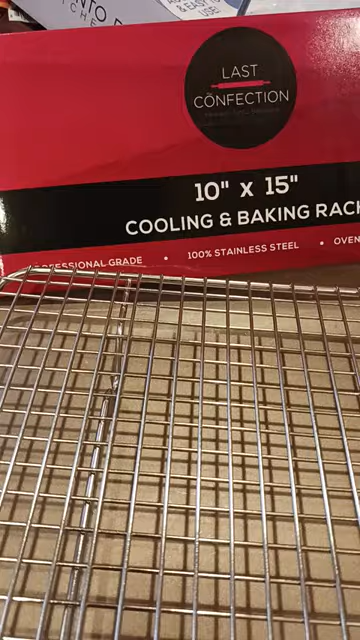 LAST
CONFECTION
10" x 15"
COOLING & BAKING RACK
PROFESSIONAL GRADE • 100% STAINLESS STEEL • OVEN